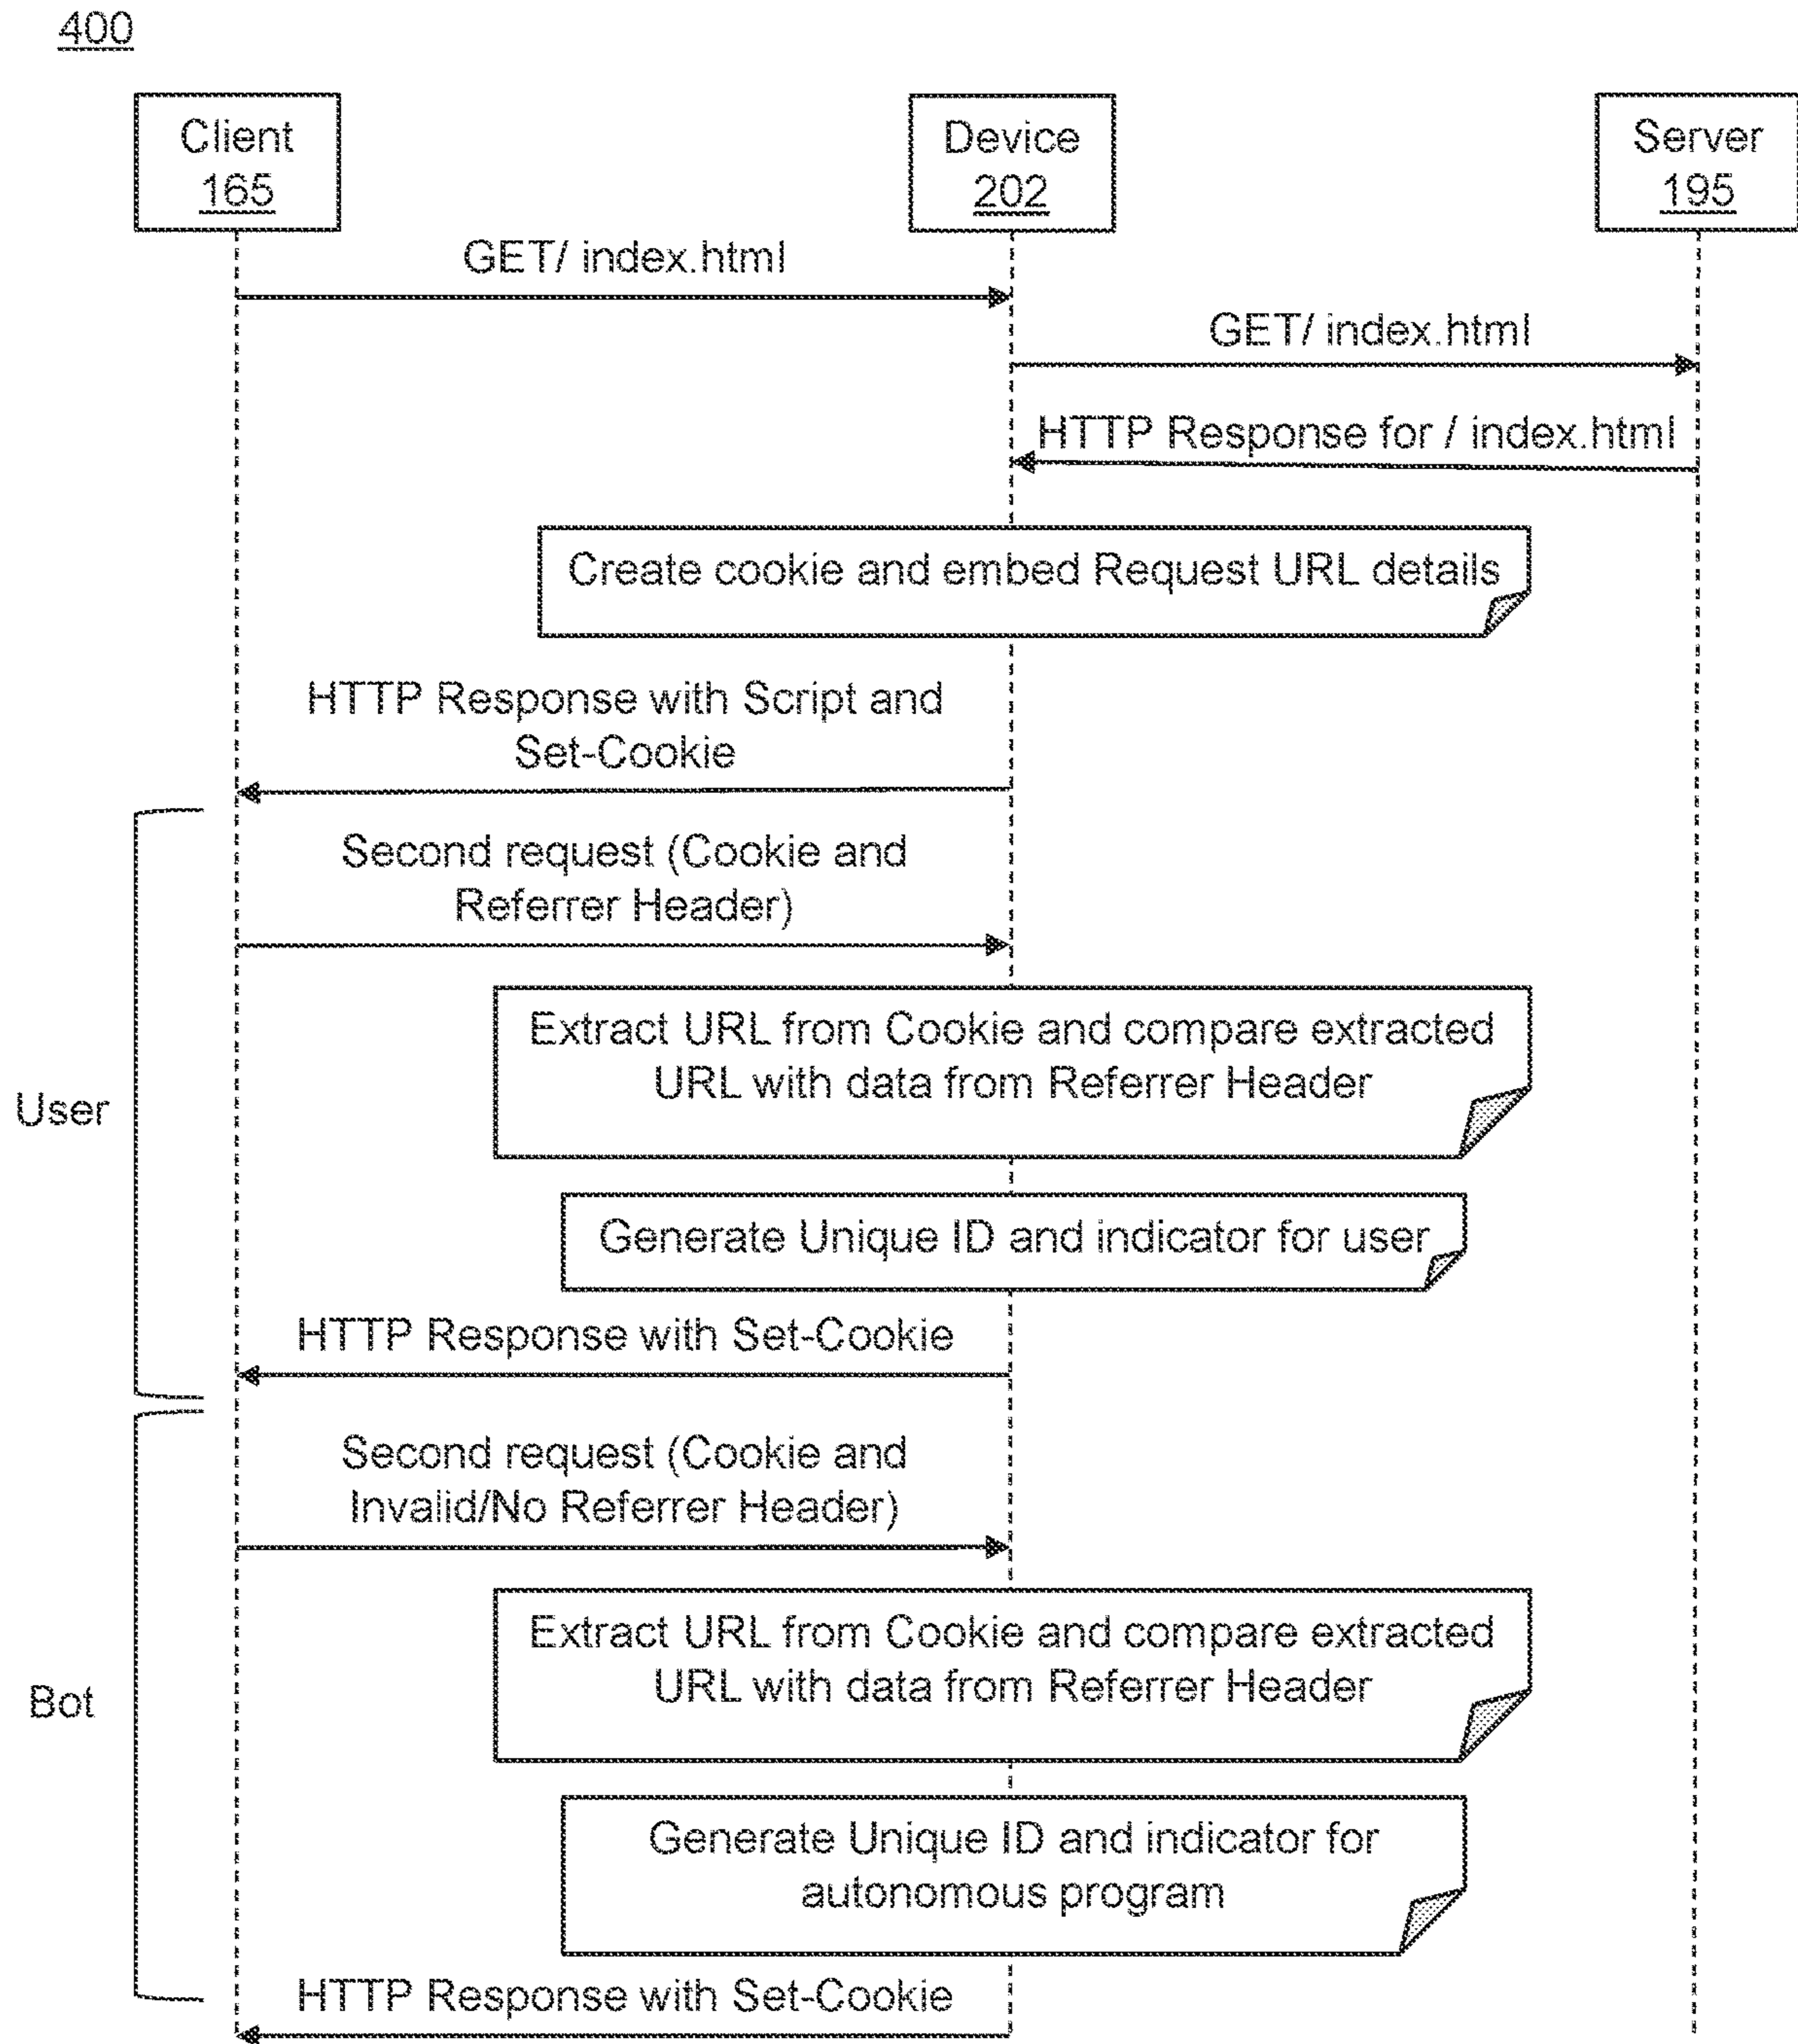 400
Client
165
Device
202
Server
195
GET/ index.html
GET/ index.html
HTTP Response for / index.html
Create cookie and embed Request URL details
HTTP Response with Script and
Set-Cookie
Second request (Cookie and
Referrer Header)
Extract URL from Cookie and compare extracted
URL with data from Referrer Header
User
Generate Unique ID and indicator for user
HTTP Response with Set-Cookie
Second request (Cookie and
Invalid/No Referrer Header)
Extract URL from Cookie and compare extracted
URL with data from Referrer Header
Bot
Generate Unique ID and indicator for
autonomous program
HTTP Response with Set-Cookie